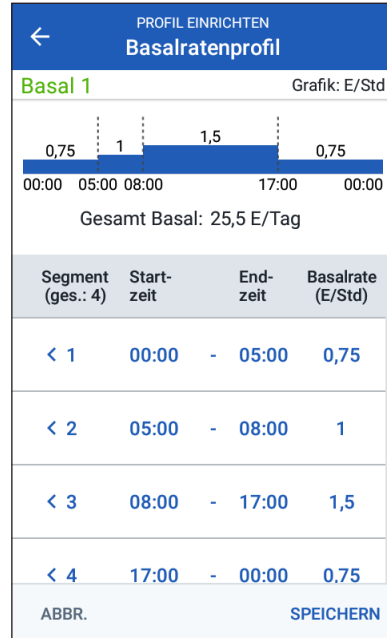 PROFIL EINRICHTEN
Basalratenprofil
Basal 1 Grafik: E/Std
0,75 1 1,5 0,75
00:00 05:00 08:00 17:00 00:00
Gesamt Basal: 25,5 E/Tag
Segment Start- End- Basalrate
(ges.: 4) zeit zeit (E/Std)
< 1 00:00 - 05:00 0,75
< 2 05:00 - 08:00 1
< 3 08:00 - 17:00 1,5
< 4 17:00 - 00:00 0,75
ABBR. SPEICHERN